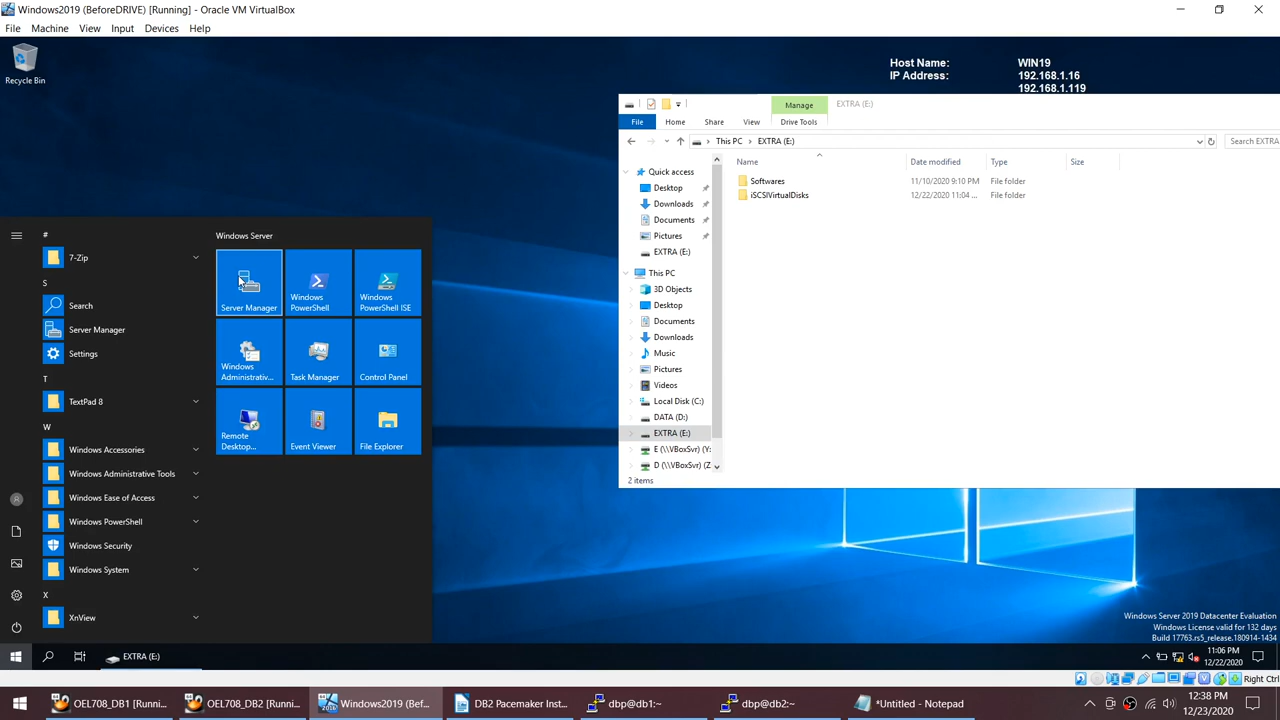 Windows2019 (BeforeDRIVE) [Running] - Oracle VM VirtualBox
File Machine View Input Devices Help
Recycle Bin
Host Name: WIN19
IP Address: 192.168.1.16
192.168.1.119
Manage EXTRA (E:)
File Home Share View Drive Tools
This PC EXTRA (E:) Search EXTRA
Name Date modified Type Size
Softwares 11/10/2020 9:10 PM File folder
iSCSIVirtualDisks 12/22/2020 11:04 ... File folder
Quick access
Desktop
Downloads
Documents
Pictures
EXTRA (E:)
This PC
3D Objects
Desktop
Documents
Downloads
Music
Pictures
Videos
Local Disk (C:)
DATA (D:)
EXTRA (E:)
E (\\VBoxSvr) (Y:
D (\\VBoxSvr) (Z
2 items
#
7-Zip
S
Search
Server Manager
Settings
T
TextPad 8
W
Windows Accessories
Windows Administrative Tools
Windows Ease of Access
Windows PowerShell
Windows Security
Windows System
X
XnView
Windows Server
Server Manager
Windows PowerShell
Windows PowerShell ISE
Windows Administrativ...
Task Manager
Control Panel
Remote Desktop...
Event Viewer
File Explorer
Windows Server 2019 Datacenter Evaluation
Windows License valid for 132 days
Build 17763.rs5_release.180914-1434
EXTRA (E:)
11:06 PM
12/22/2020
Right Ctrl
OEL708_DB1 [Runni...
OEL708_DB2 [Runnin...
Windows2019 (Bef...
DB2 Pacemaker Inst...
dbp@db1:~
dbp@db2:~
*Untitled - Notepad
12:38 PM
12/23/2020